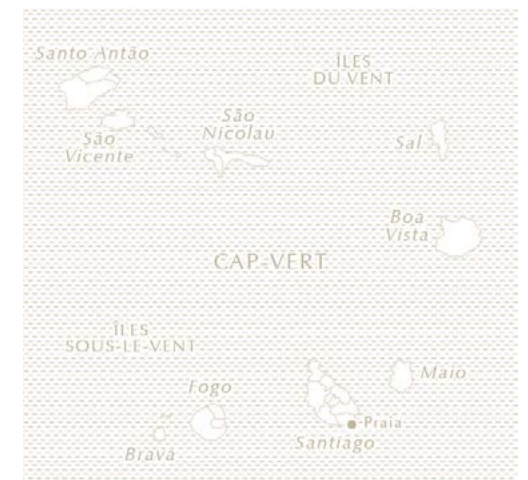 Santo Antão
ÎLES
DU VENT
São
Nicolau
São
Vicente
Sal
Boa
Vista
CAP-VERT
ÎLES
SOUS-LE-VENT
Maio
Fogo
Praia
Santiago
Brava